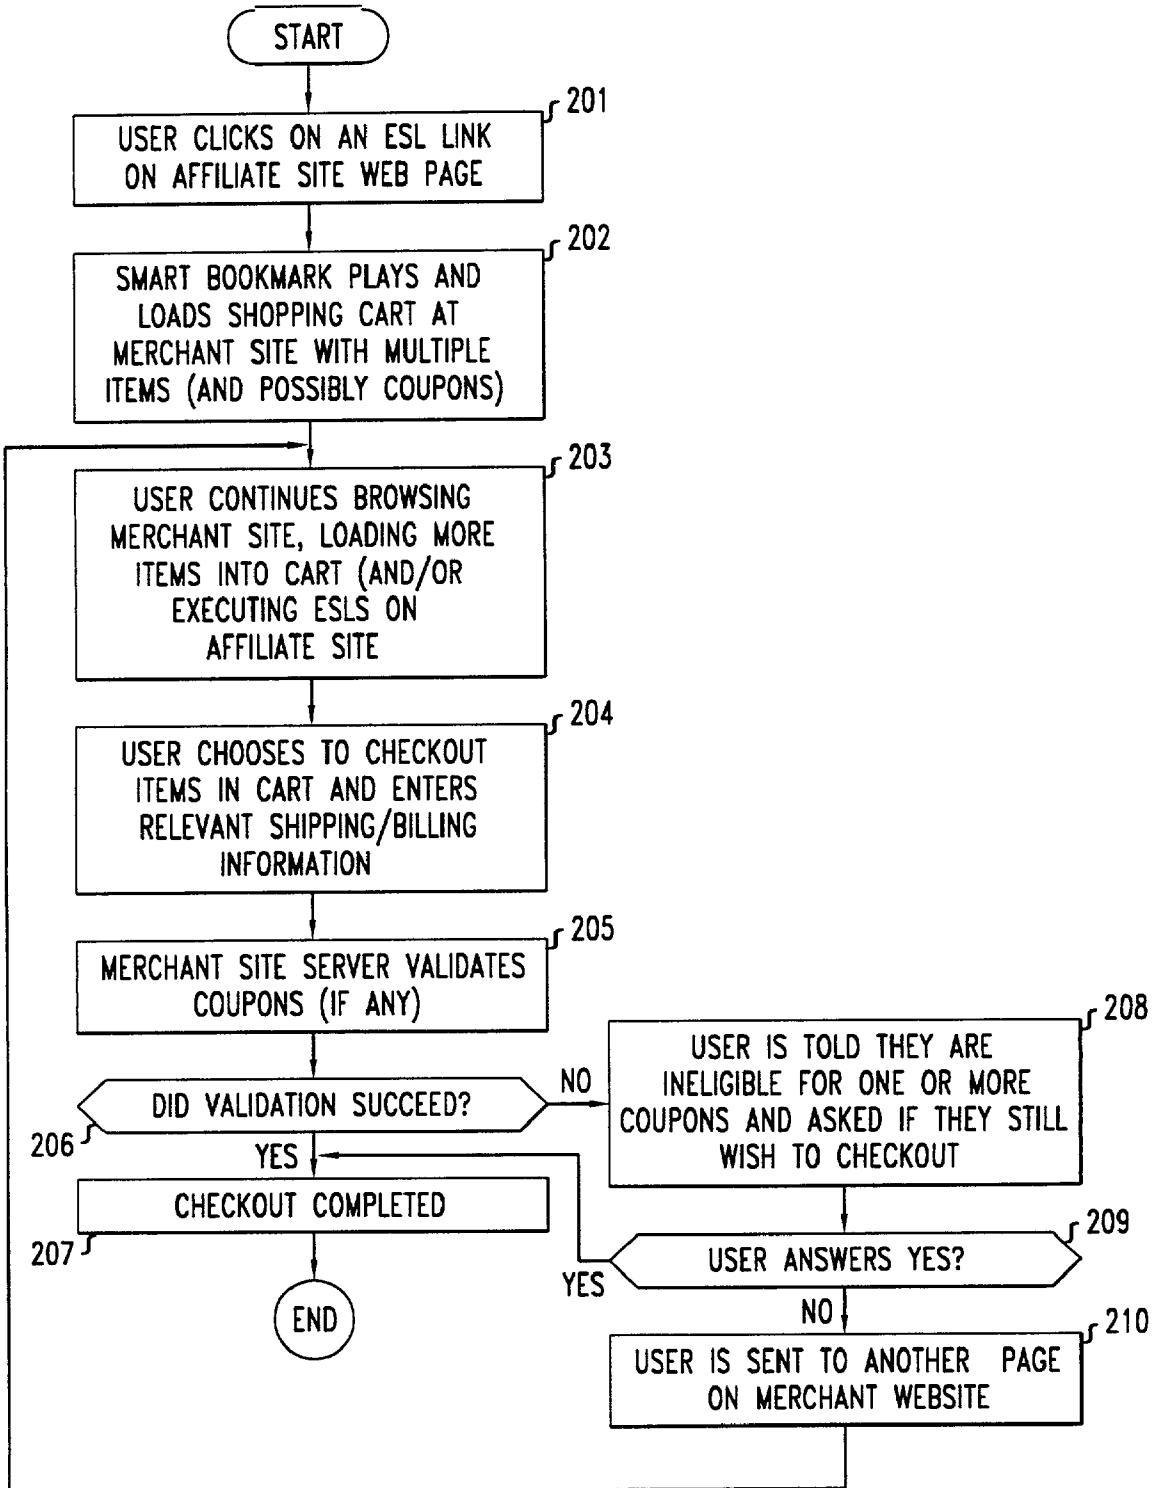 START
201
USER CLICKS ON AN ESL LINK
ON AFFILIATE SITE WEB PAGE
202
SMART BOOKMARK PLAYS AND
LOADS SHOPPING CART AT
MERCHANT SITE WITH MULTIPLE
ITEMS (AND POSSIBLY COUPONS)
203
USER CONTINUES BROWSING
MERCHANT SITE, LOADING MORE
ITEMS INTO CART (AND/OR
EXECUTING ESLS ON
AFFILIATE SITE
204
USER CHOOSES TO CHECKOUT
ITEMS IN CART AND ENTERS
RELEVANT SHIPPING/BILLING
INFORMATION
205
MERCHANT SITE SERVER VALIDATES
COUPONS (IF ANY)
206
DID VALIDATION SUCCEED?
NO
YES
208
USER IS TOLD THEY ARE
INELIGIBLE FOR ONE OR MORE
COUPONS AND ASKED IF THEY STILL
WISH TO CHECKOUT
CHECKOUT COMPLETED
207
209
USER ANSWERS YES?
YES
NO
END
210
USER IS SENT TO ANOTHER PAGE
ON MERCHANT WEBSITE